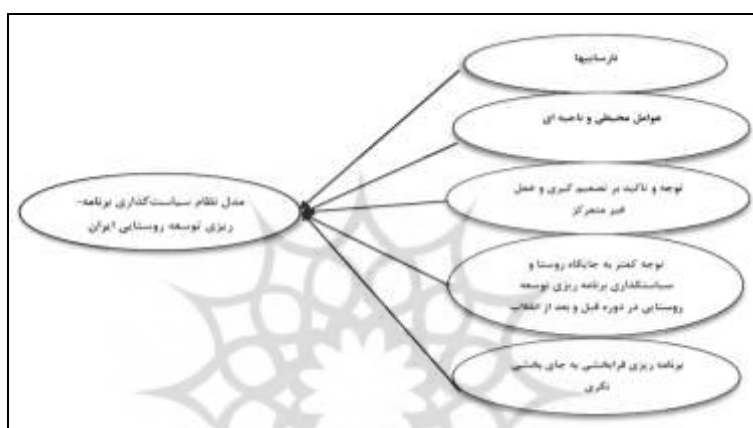 نارساییها
عوامل محیطی و ناحیه ای
توجه و تاکید بر تصمیم گیری و عمل
غیر متمرکز
مدل نظام سیاست‌گذاری برنامه-
ریزی توسعه روستایی ایران
توجه کمتر به جایگاه روستا و
سیاستگذاری برنامه ریزی توسعه
روستایی در دوره قبل و بعد از انقلاب
برنامه ریزی فرابخشی به جای بخشی
نگری